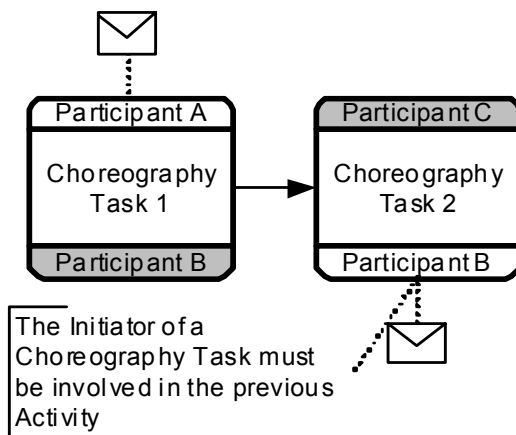 Participant A
Choreography
Task 1
Participant B
Participant C
Choreography
Task 2
Participant B
The Initiator of a
Choreography Task must
be involved in the previous
Activity